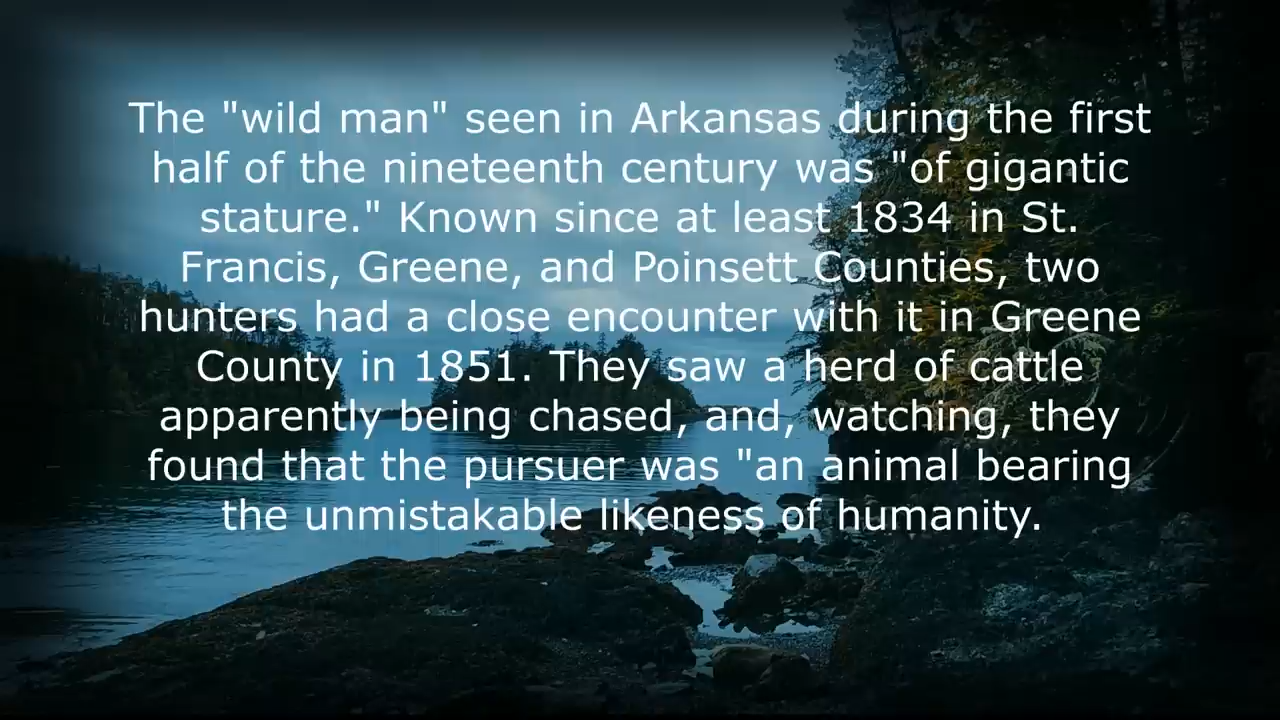 The "wild man" seen in Arkansas during the first
half of the nineteenth century was "of gigantic
stature." Known since at least 1834 in St.
Francis, Greene, and Poinsett Counties, two
hunters had a close encounter with it in Greene
County in 1851. They saw a herd of cattle
apparently being chased, and, watching, they
found that the pursuer was "an animal bearing
the unmistakable likeness of humanity.